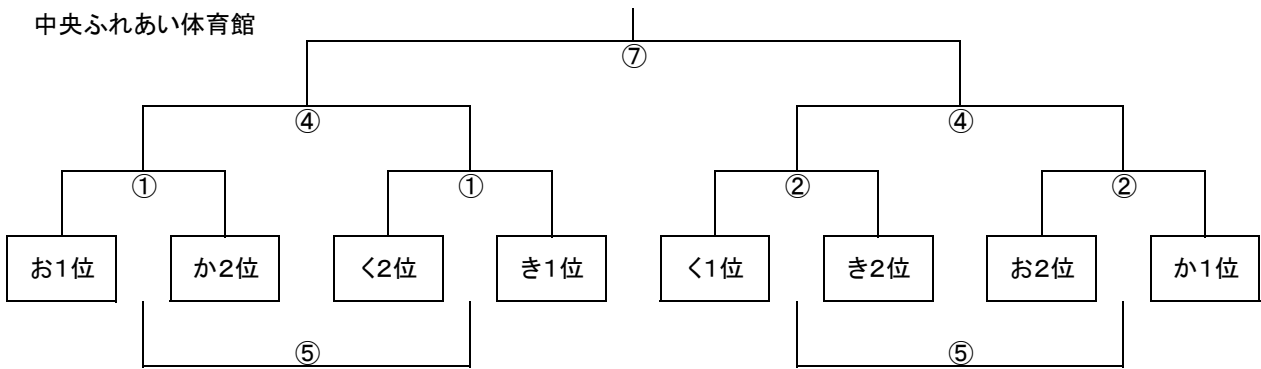 中央ふれあい体育館
⑦
④ ④
① ① ② ②
お1位 か2位 く2位 き1位 く1位 き2位 お2位 か1位
⑤ ⑤